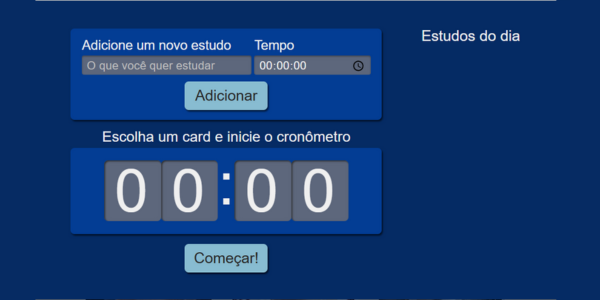 Adicione um novo estudo Tempo
O que você quer estudar 00:00:00
Adicionar
Escolha um card e inicie o cronômetro
00:00
Começar!
Estudos do dia